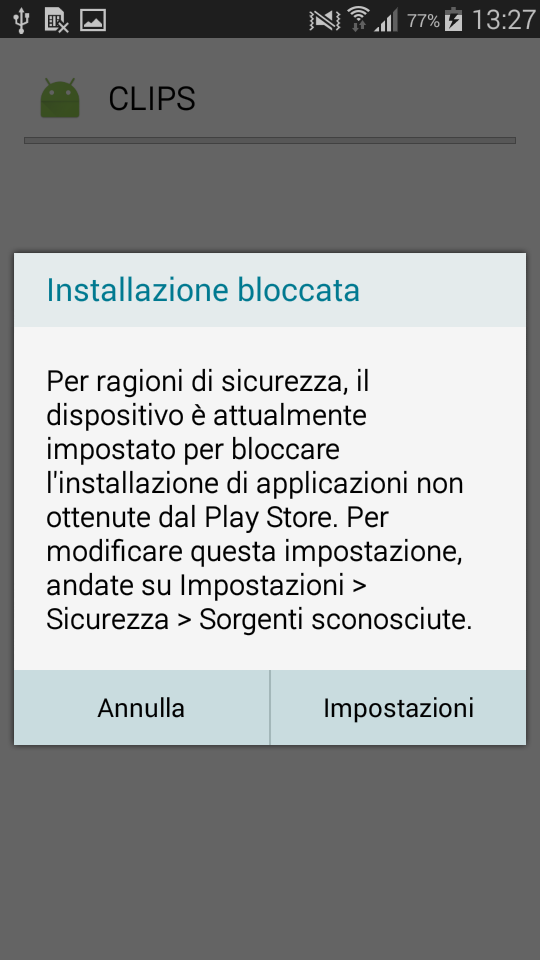 77% 13:27
CLIPS
Installazione bloccata
Per ragioni di sicurezza, il
dispositivo è attualmente
impostato per bloccare
l'installazione di applicazioni non
ottenute dal Play Store. Per
modificare questa impostazione,
andate su Impostazioni >
Sicurezza > Sorgenti sconosciute.
Annulla
Impostazioni